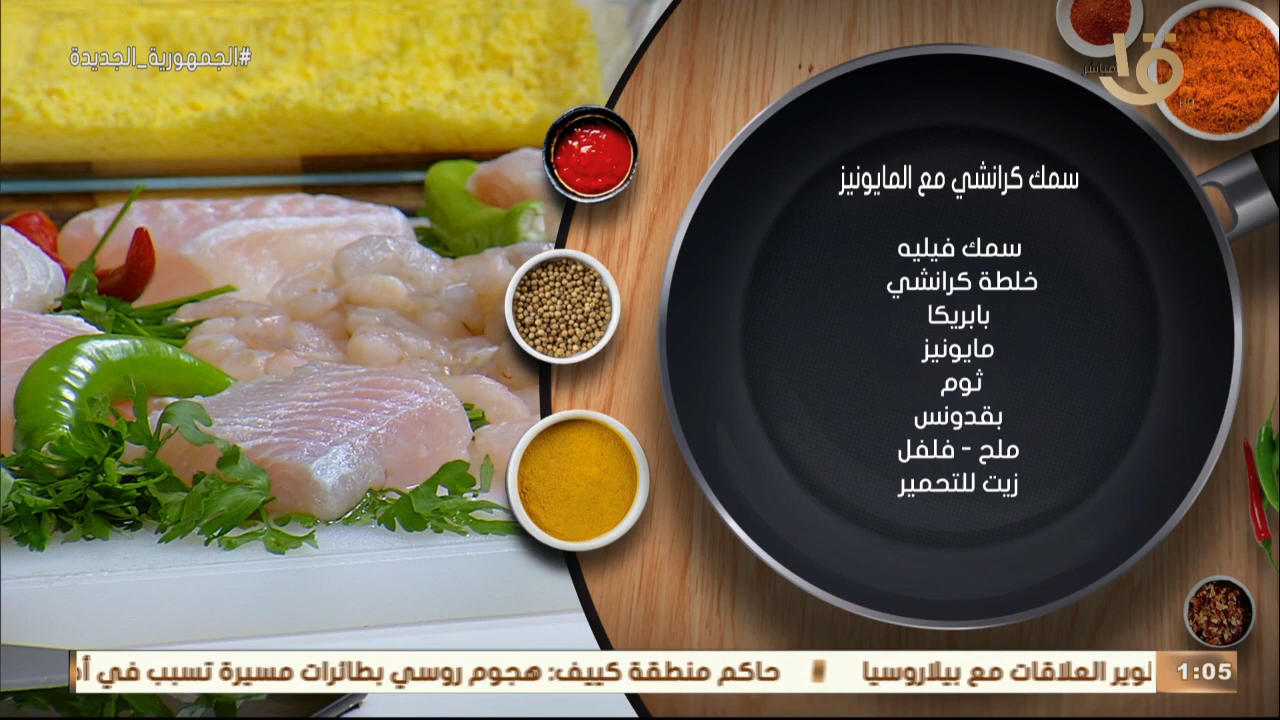 #الجمهورية_الجديدة
مباشر
سمك كرانشي مع المايونيز
سمك فيليه
خلطة كرانشي
بابريكا
مايونيز
ثوم
بقدونس
ملح - فلفل
زيت للتحمير
1:05 لوير العلاقات مع بيلاروسيا حاكم منطقة كييف: هجوم روسي بطائرات مسيرة تسبب في